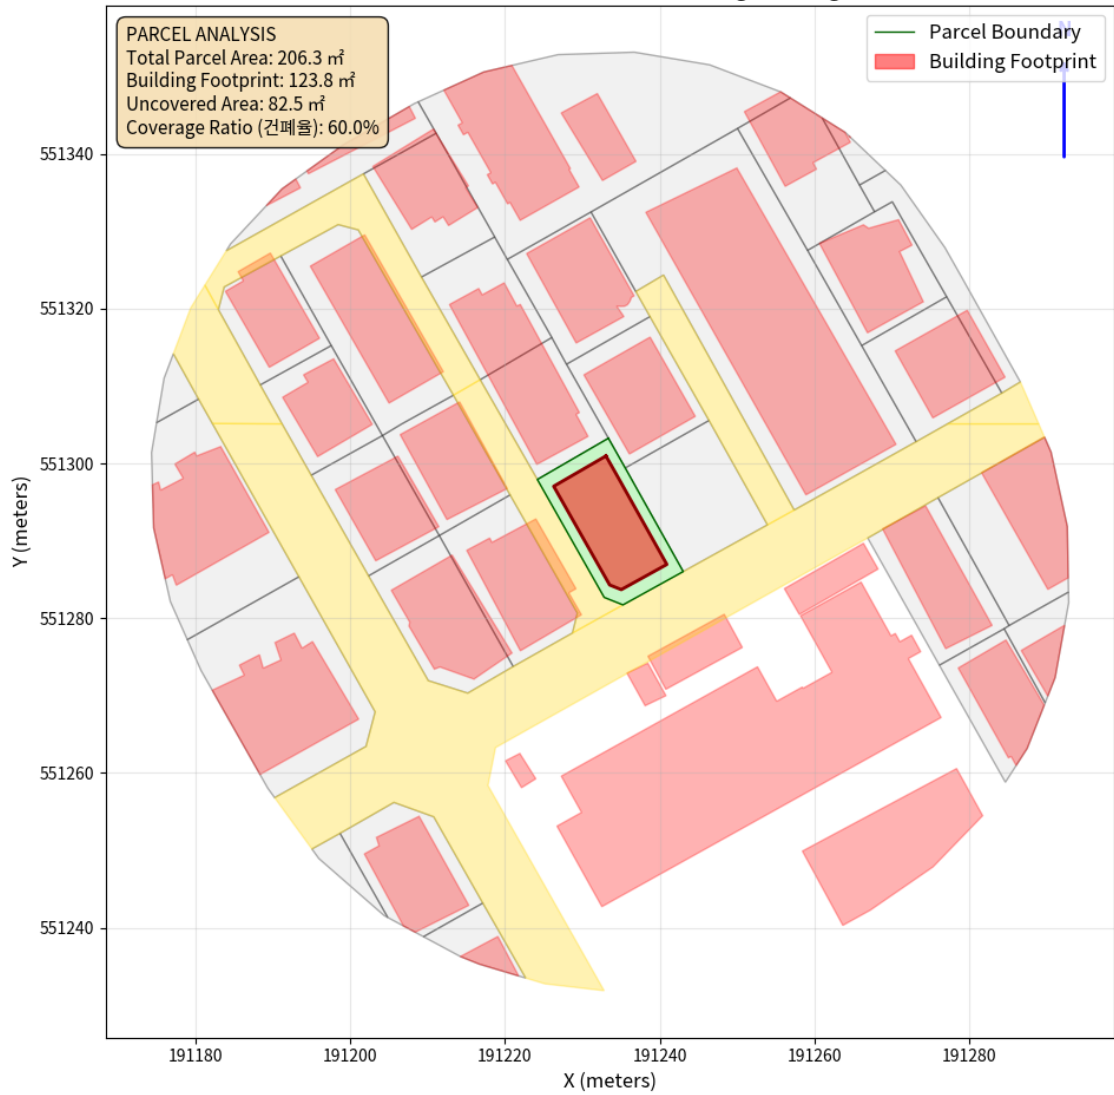 PARCEL ANALYSIS
Total Parcel Area: 206.3 ㎡
Building Footprint: 123.8 ㎡
Uncovered Area: 82.5 ㎡
Coverage Ratio (건폐율): 60.0%
Parcel Boundary
Building Footprint
N
551340
551320
551300
551280
551260
551240
Y (meters)
191180
191200
191220
191240
191260
191280
X (meters)